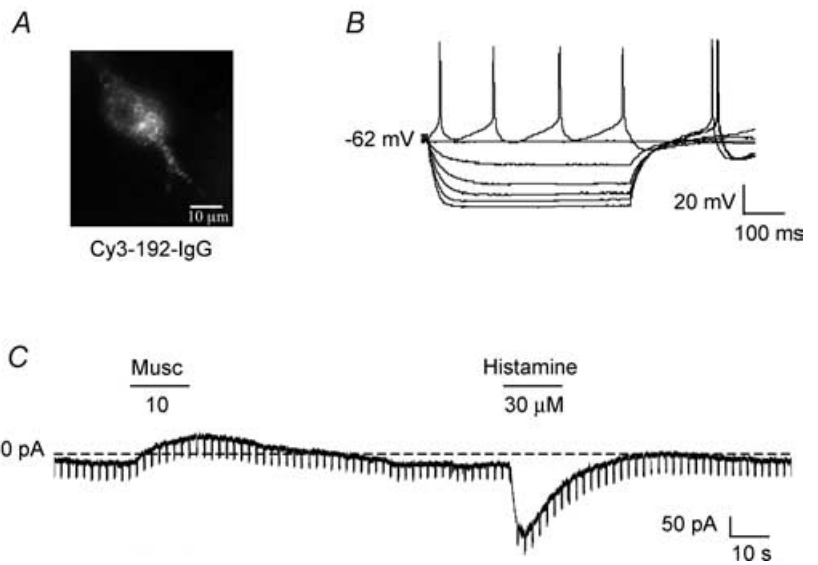 A
10 μm
Cy3-192-IgG
B
-62 mV
20 mV
100 ms
C
Musc
10
Histamine
30 μM
0 pA
50 pA
10 s